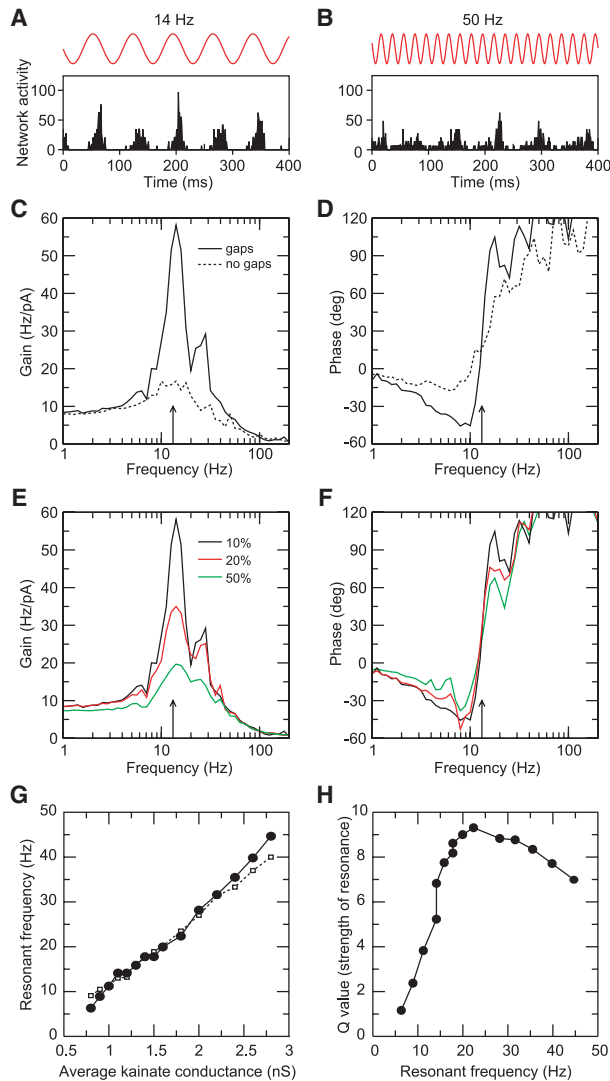 A 14 Hz
B 50 Hz
Network activity
100
50
0
0 100 200 300 400
Time (ms)
100
50
0
0 100 200 300 400
Time (ms)
C
Gain (Hz/pA)
60
50
40
30
20
10
0
gaps
no gaps
1 10 100
Frequency (Hz)
D
Phase (deg)
120
90
60
30
0
-30
-60
1 10 100
Frequency (Hz)
E
Gain (Hz/pA)
60
50
40
30
20
10
0
10%
20%
50%
1 10 100
Frequency (Hz)
F
Phase (deg)
120
90
60
30
0
-30
-60
1 10 100
Frequency (Hz)
G
Resonant frequency (Hz)
50
40
30
20
10
0
0.5 1 1.5 2 2.5 3
Average kainate conductance (nS)
H
Q value (strength of resonance)
10
8
6
4
2
0
0 10 20 30 40 50
Resonant frequency (Hz)